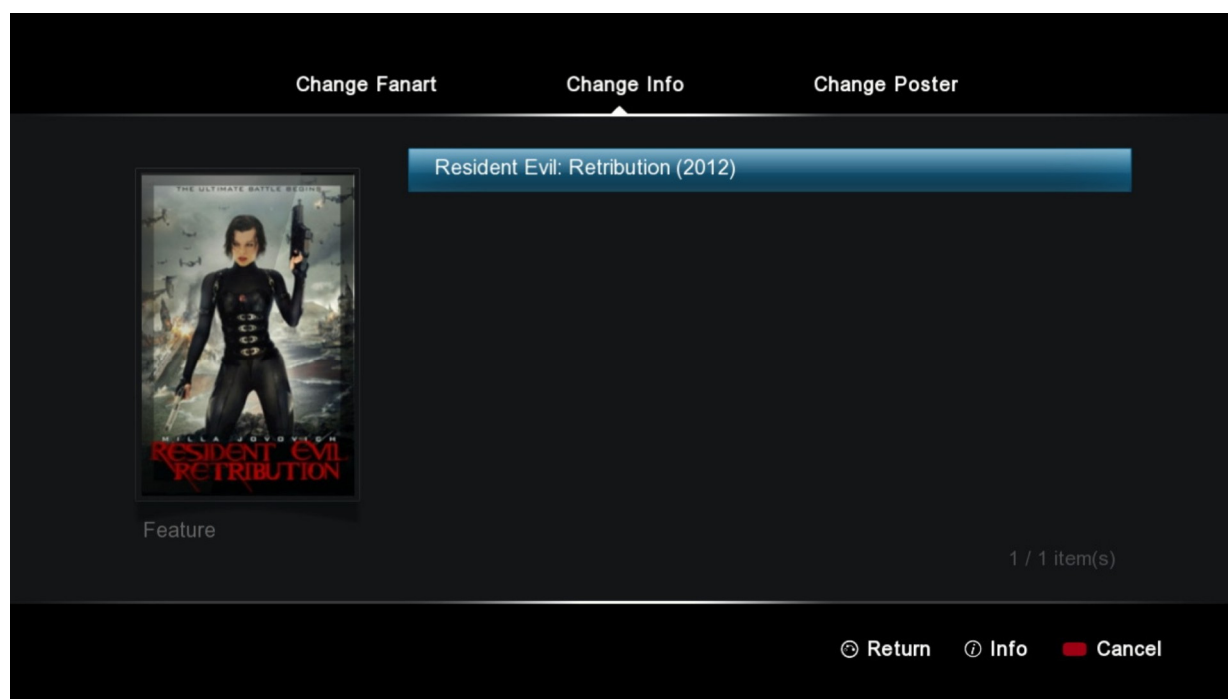 Change Fanart Change Info Change Poster
Resident Evil: Retribution (2012)
THE ULTIMATE BATTLE BEGINS
MILLA JOVOVICH
RESIDENT EVIL
RETRIBUTION
Feature
1 / 1 item(s)
Return Info Cancel